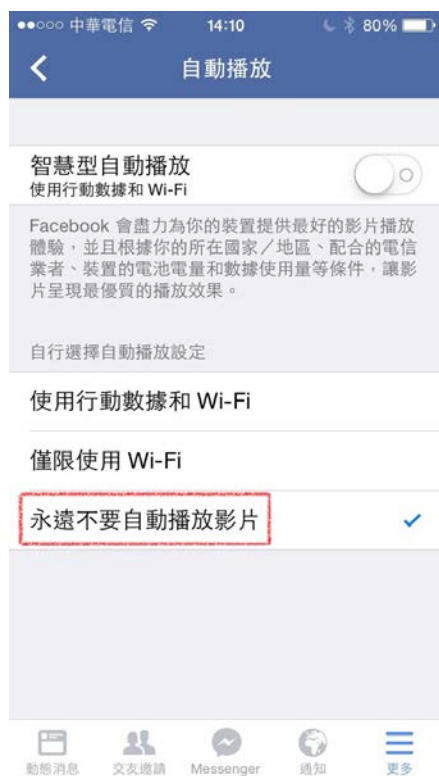 中華電信 14:10 80%
自動播放
智慧型自動播放
使用行動數據和 Wi-Fi
Facebook 會盡力為你的裝置提供最好的影片播放
體驗，並且根據你的所在國家／地區、配合的電信
業者、裝置的電池電量和數據使用量等條件，讓影
片呈現最優質的播放效果。
自行選擇自動播放設定
使用行動數據和 Wi-Fi
僅限使用 Wi-Fi
永遠不要自動播放影片
動態消息 交友邀請 Messenger 通知 更多